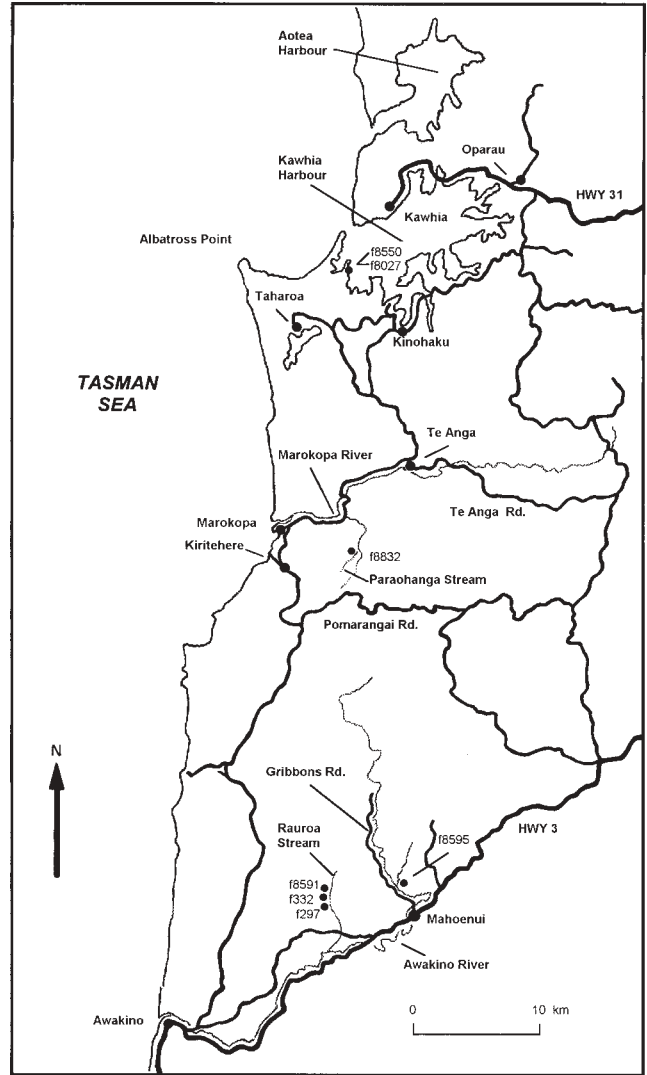 Aotea
Harbour
Oparau
Kawhia
Harbour
HWY 31
Kawhia
Albatross Point
f8550
f8027
Taharoa
Kinohaku
TASMAN
SEA
Te Anga
Marokopa River
Te Anga Rd.
Marokopa
Kiritehere
f8832
Paraohanga Stream
Pomarangai Rd.
N
Gribbons Rd.
HWY 3
Rauroa
Stream
f8595
f8591
f332
f297
Mahoenui
Awakino River
Awakino
0 10 km